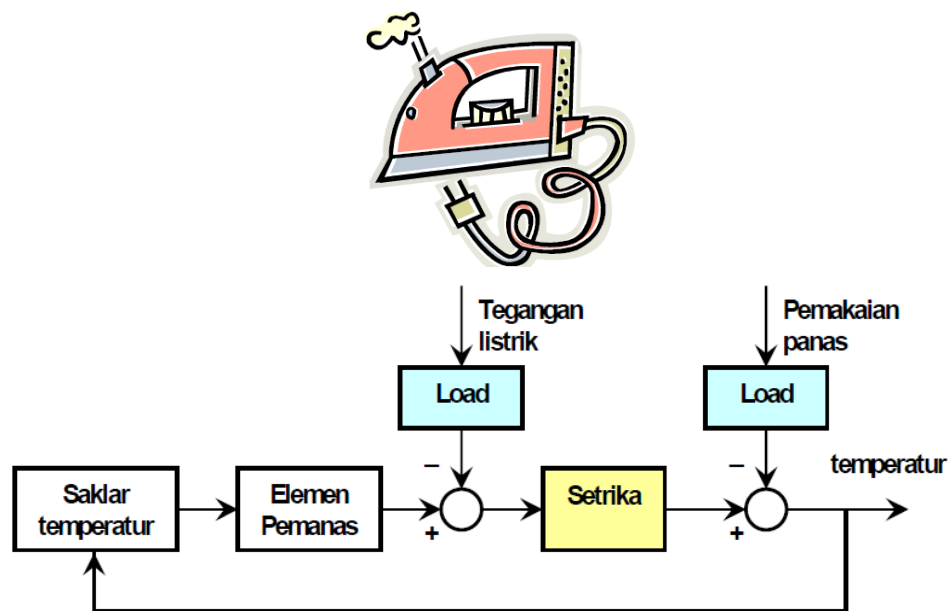 Tegangan
listrik
Pemakaian
panas
Load
Load
–
–
temperatur
Saklar
temperatur
Elemen
Pemanas
Setrika
+
+